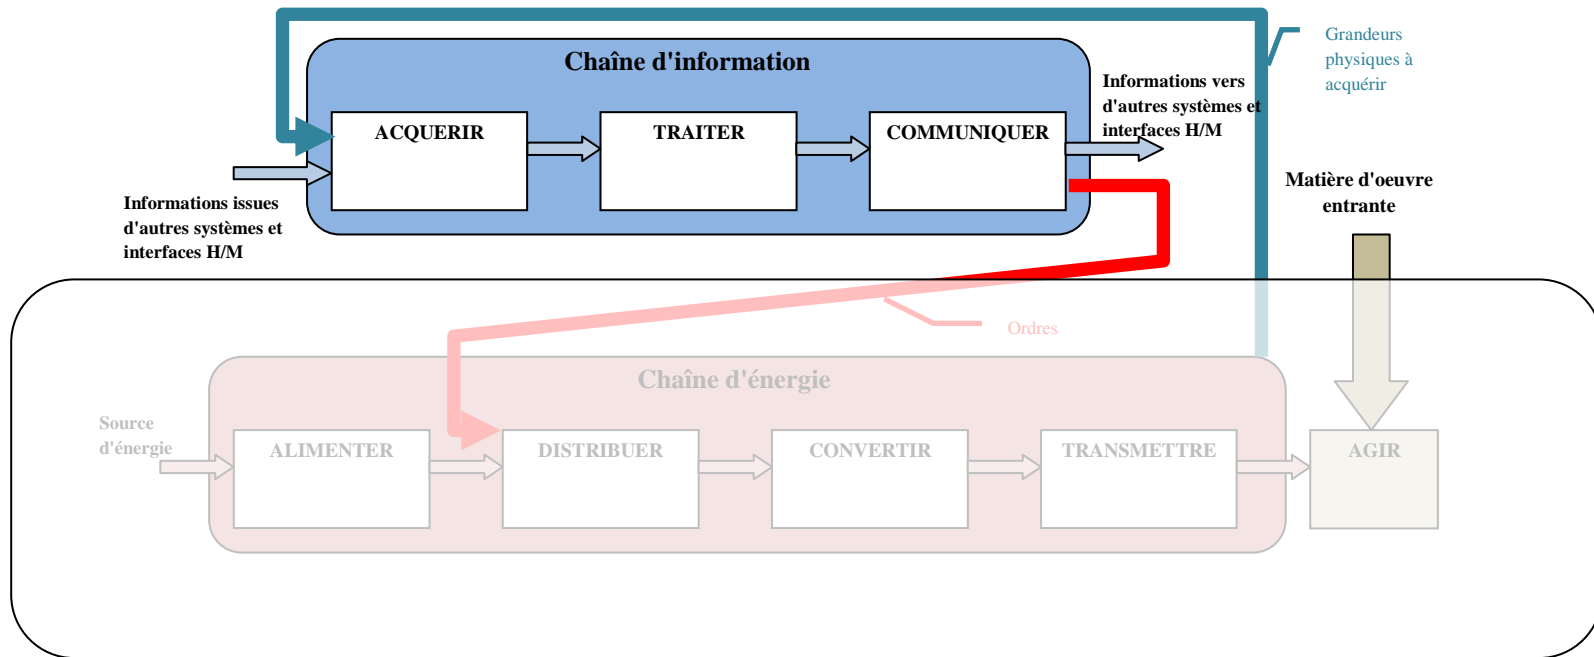 Grandeurs
physiques à
acquérir
Chaîne d'information
Informations vers
d'autres systèmes et
interfaces H/M
ACQUERIR
TRAITER
COMMUNIQUER
Matière d'oeuvre
entrante
Informations issues
d'autres systèmes et
interfaces H/M
Ordres
Chaîne d'énergie
Source
d'énergie
ALIMENTER
DISTRIBUER
CONVERTIR
TRANSMETTRE
AGIR